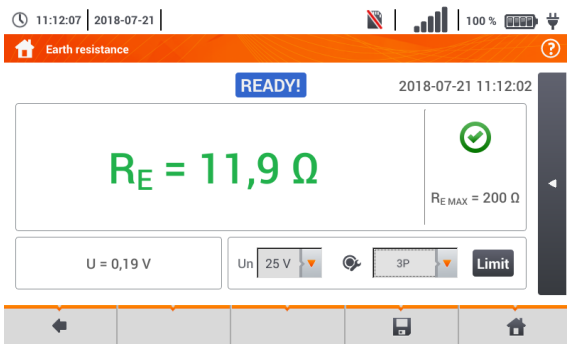 11:12:07 2018-07-21 100 %
Earth resistance ?
READY! 2018-07-21 11:12:02
RE = 11,9 Ω
RE MAX = 200 Ω
U = 0,19 V Un 25 V 3P Limit